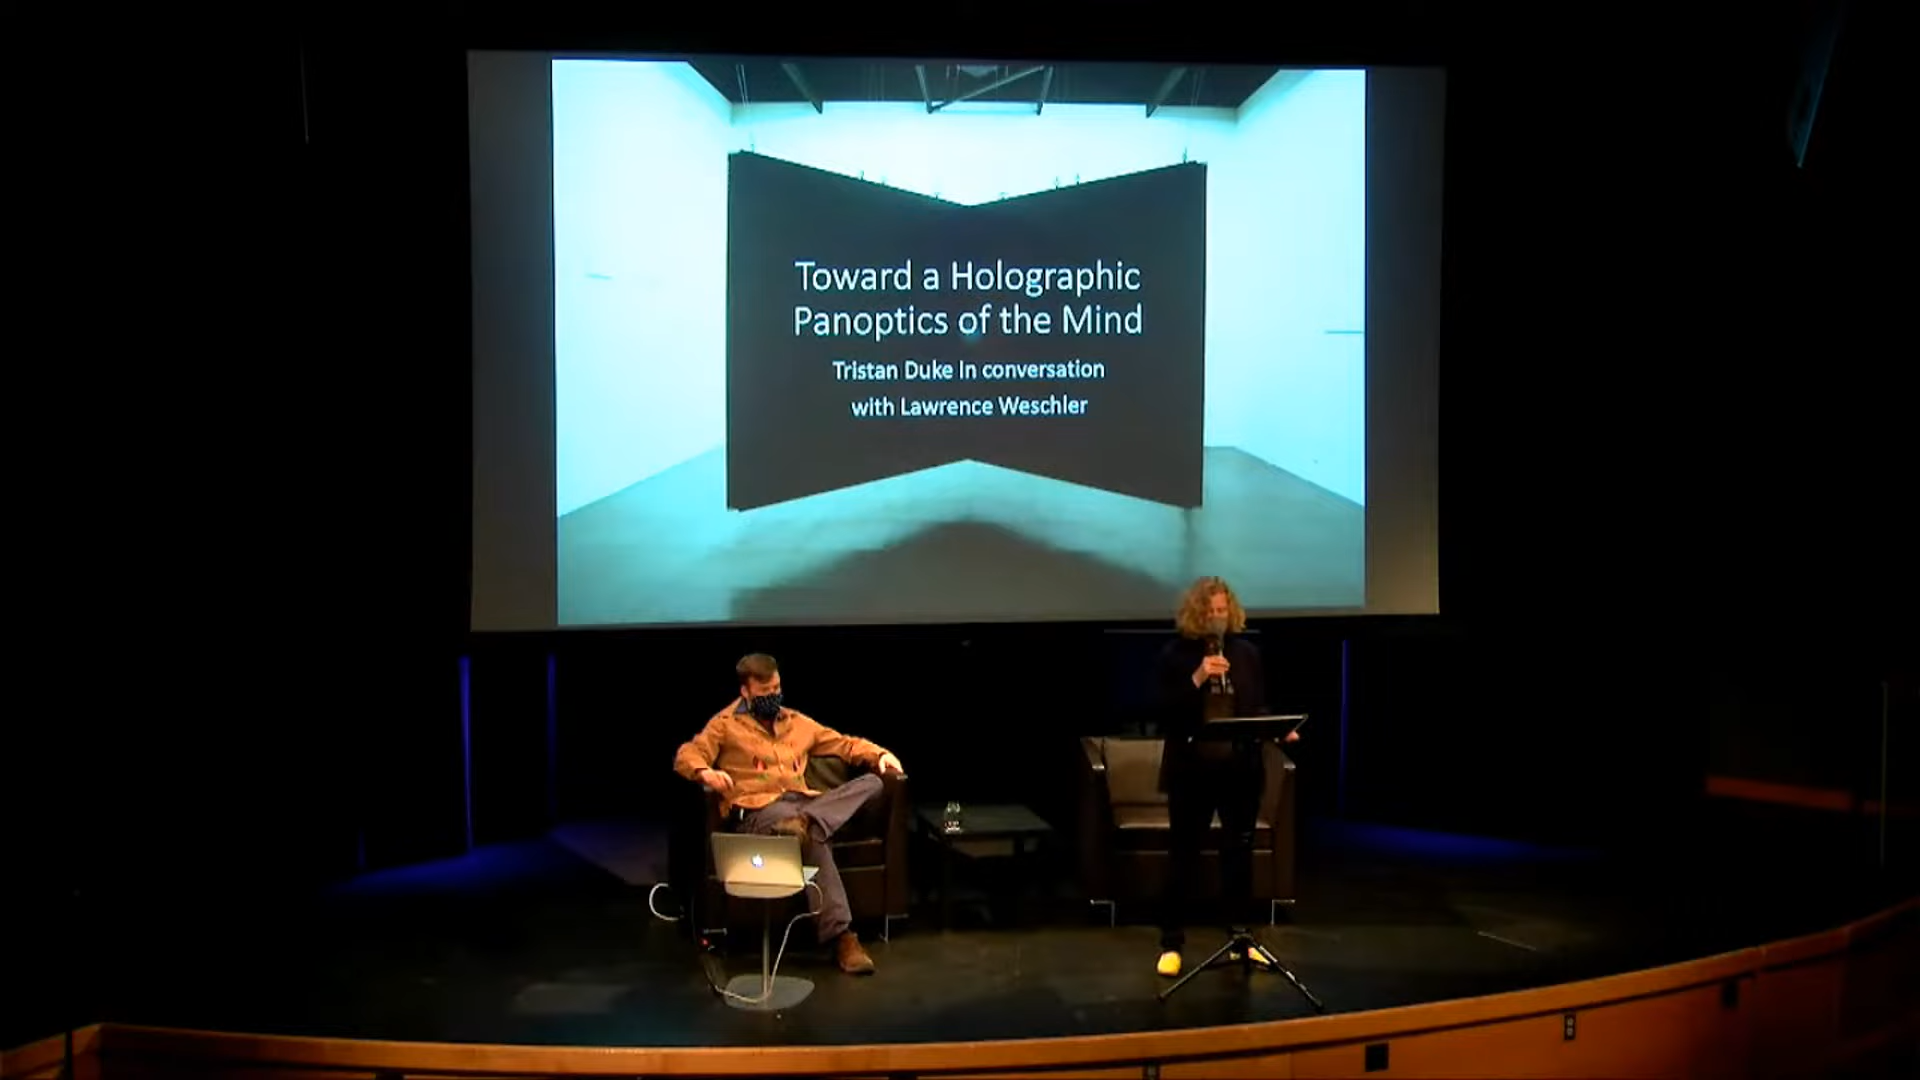 Toward a Holographic
Panoptics of the Mind
Tristan Duke In conversation
with Lawrence Weschler